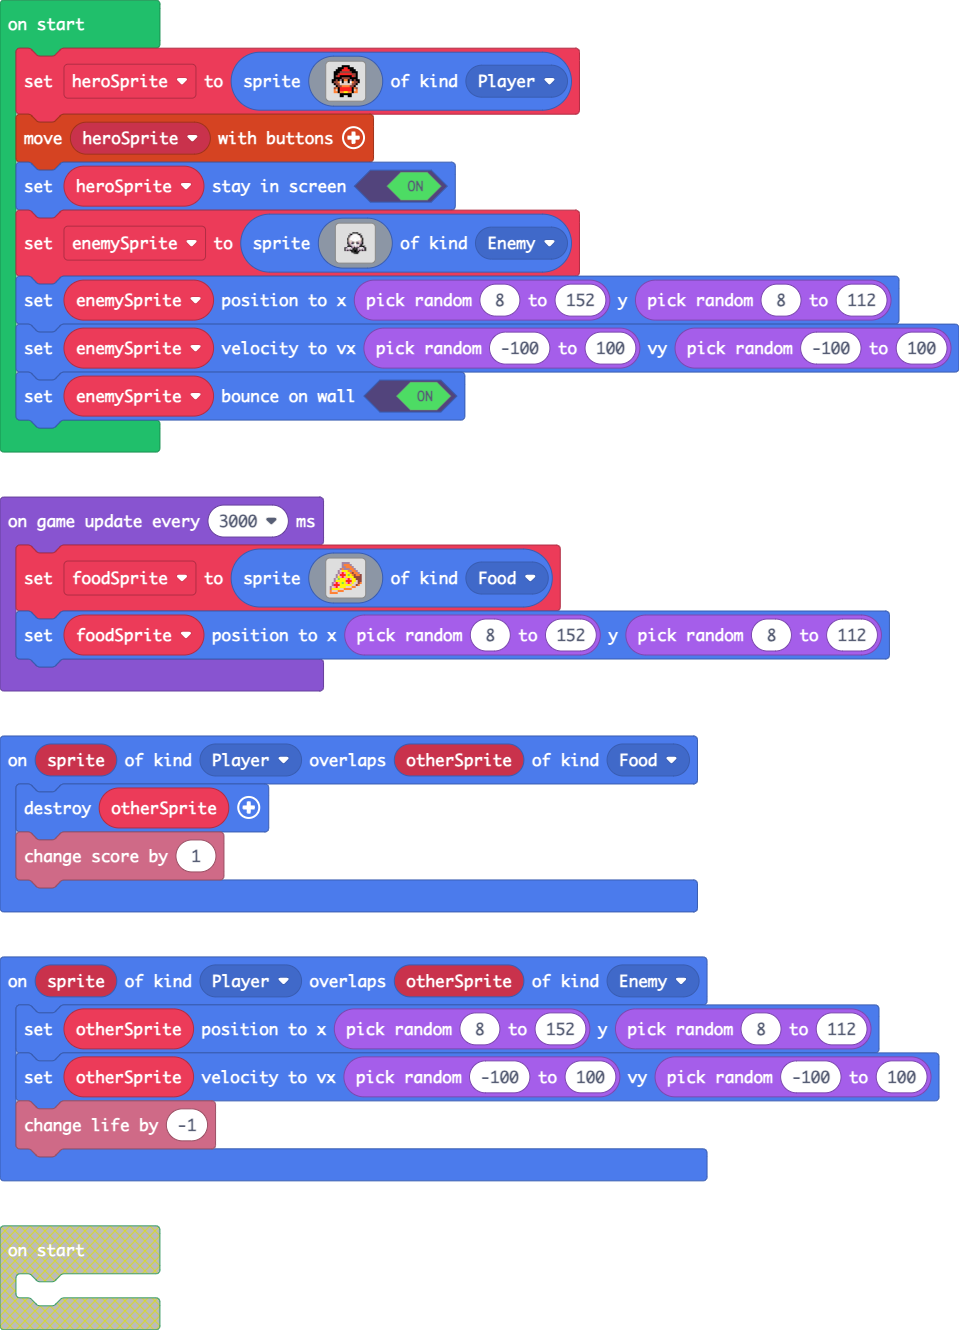 on start
set heroSprite to sprite of kind Player
move heroSprite with buttons
set heroSprite stay in screen ON
set enemySprite to sprite of kind Enemy
set enemySprite position to x pick random 8 to 152 y pick random 8 to 112
set enemySprite velocity to vx pick random -100 to 100 vy pick random -100 to 100
set enemySprite bounce on wall ON
on game update every 3000 ms
set foodSprite to sprite of kind Food
set foodSprite position to x pick random 8 to 152 y pick random 8 to 112
on sprite of kind Player overlaps otherSprite of kind Food
destroy otherSprite
change score by 1
on sprite of kind Player overlaps otherSprite of kind Enemy
set otherSprite position to x pick random 8 to 152 y pick random 8 to 112
set otherSprite velocity to vx pick random -100 to 100 vy pick random -100 to 100
change life by -1
on start